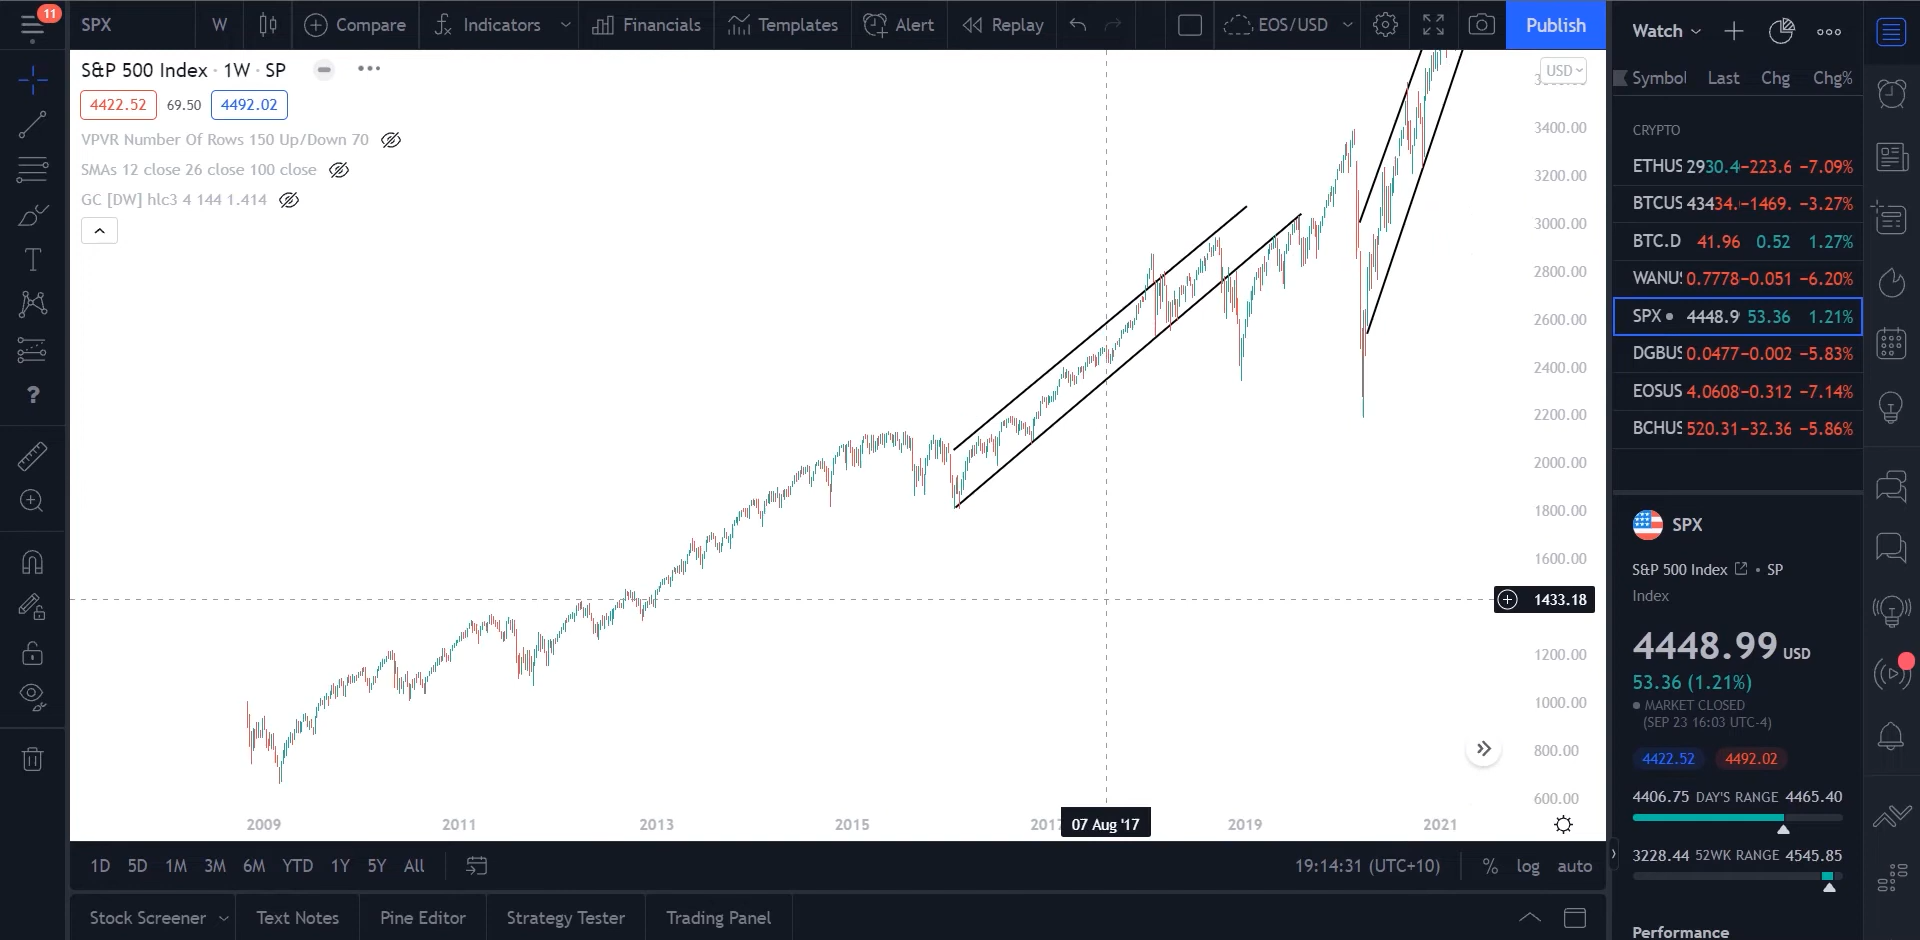 11
SPX W Compare Indicators Financials Templates Alert Replay EOS/USD Publish
S&P 500 Index · 1W · SP
4422.52 69.50 4492.02
VPVR Number Of Rows 150 Up/Down 70
SMAs 12 close 26 close 100 close
GC [DW] hlc3 4 144 1.414
USD
3400.00
3200.00
3000.00
2800.00
2600.00
2400.00
2200.00
2000.00
1800.00
1600.00
1433.18
1200.00
1000.00
800.00
600.00
2009 2011 2013 2015 07 Aug '17 2019 2021
1D 5D 1M 3M 6M YTD 1Y 5Y All 19:14:31 (UTC+10) % log auto
Stock Screener Text Notes Pine Editor Strategy Tester Trading Panel
Watch
Symbol Last Chg Chg%
CRYPTO
ETHUS 2930.4 −223.6 −7.09%
BTCUS 43434. −1469. −3.27%
BTC.D 41.96 0.52 1.27%
WANUS 0.7778 −0.051 −6.20%
SPX 4448.9 53.36 1.21%
DGBUS 0.0477 −0.002 −5.83%
EOSUS 4.0608 −0.312 −7.14%
BCHUS 520.31 −32.36 −5.86%
SPX
S&P 500 Index • SP
Index
4448.99 USD
53.36 (1.21%)
MARKET CLOSED
(SEP 23 16:03 UTC-4)
4422.52 4492.02
4406.75 DAY'S RANGE 4465.40
3228.44 52WK RANGE 4545.85
Performance